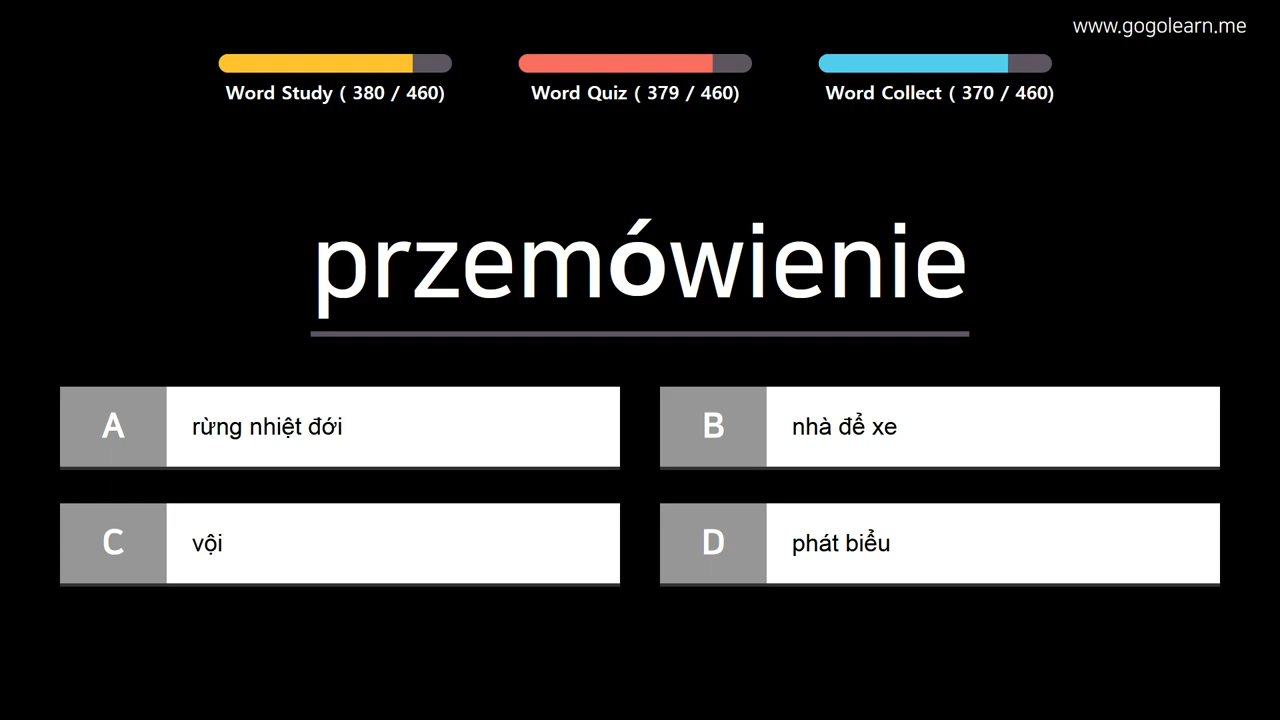 www.gogolearn.me
Word Study ( 380 / 460)
Word Quiz ( 379 / 460)
Word Collect ( 370 / 460)
przemówienie
A
rừng nhiệt đới
B
nhà để xe
C
vội
D
phát biểu